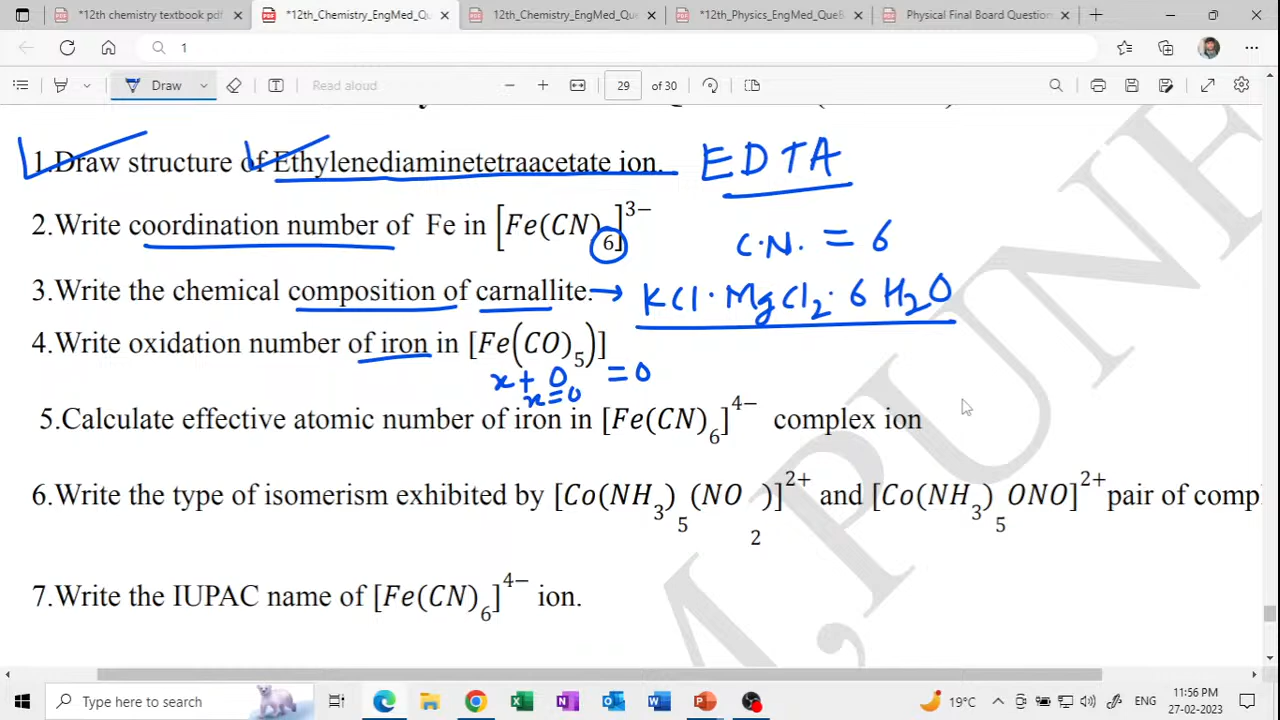 *12th chemistry textbook pdf
*12th_Chemistry_EngMed_Qu
*12th_Chemistry_EngMed_Que
*12th_Physics_EngMed_QueB
Physical Final Board Question
1
Draw
Read aloud
29 of 30
1.Draw structure of Ethylenediaminetetraacetate ion. EDTA
2.Write coordination number of Fe in [Fe(CN)6]3− C.N. = 6
3.Write the chemical composition of carnallite. → KCl·MgCl2·6H2O
4.Write oxidation number of iron in [Fe(CO)5)]
x + 0 = 0
x = 0
5.Calculate effective atomic number of iron in [Fe(CN)6]4− complex ion
6.Write the type of isomerism exhibited by [Co(NH3)5(NO2)]2+ and [Co(NH3)5ONO]2+ pair of compl
7.Write the IUPAC name of [Fe(CN)6]4− ion.
M,PUNE
Type here to search
19°C
ENG
11:56 PM
27-02-2023